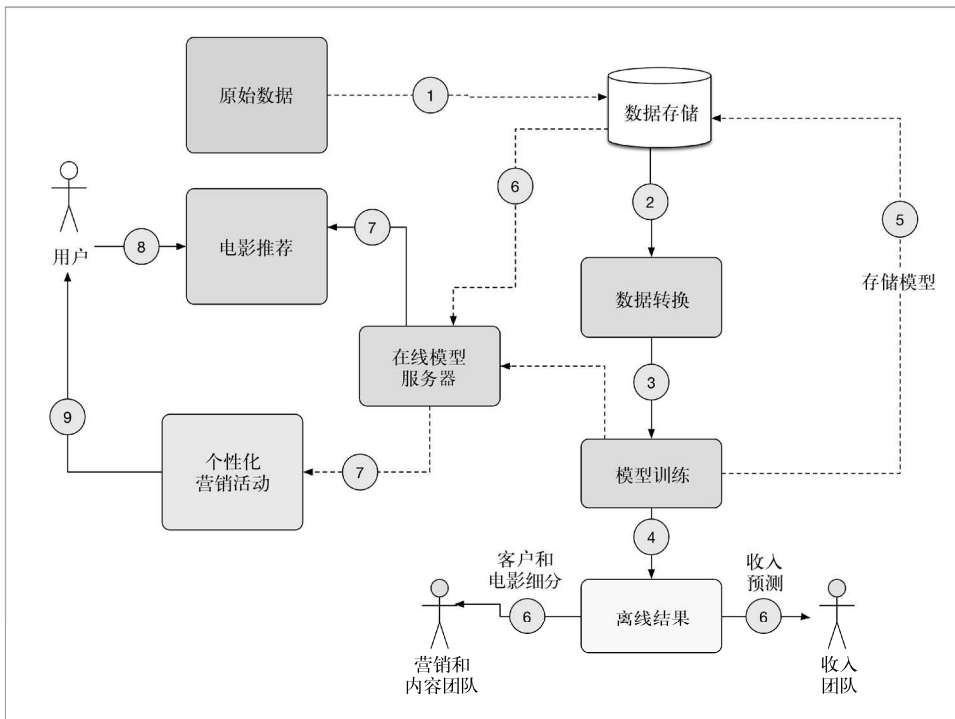 原始数据
1
数据存储
6
2
5
用户
8
电影推荐
7
存储模型
数据转换
在线模型
服务器
3
9
个性化
营销活动
7
模型训练
4
客户和
电影细分
收入
预测
6
离线结果
6
营销和
内容团队
收入
团队